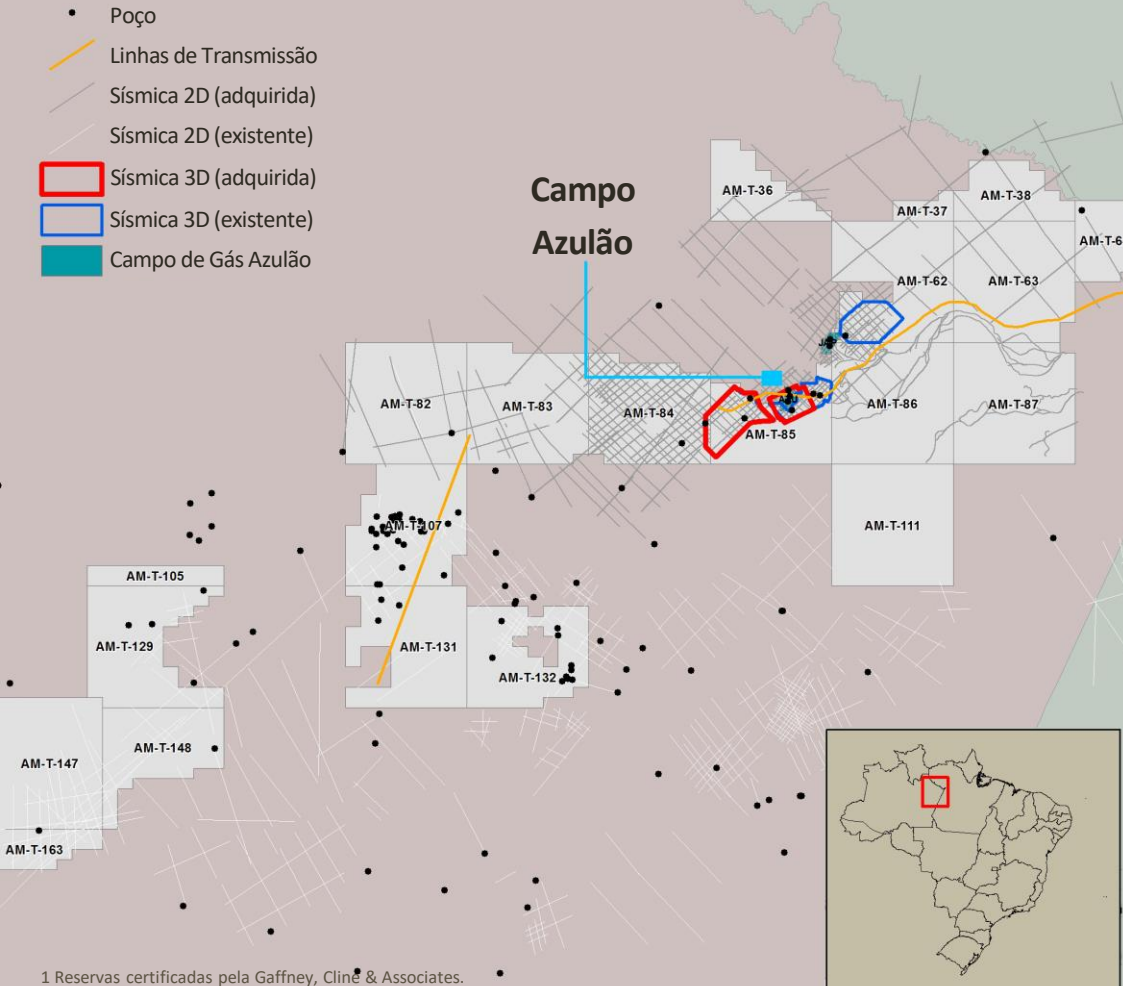 Poço
Linhas de Transmissão
Sísmica 2D (adquirida)
Sísmica 2D (existente)
Sísmica 3D (adquirida)
Sísmica 3D (existente)
Campo de Gás Azulão
Campo
Azulão
AM-T-36
AM-T-37
AM-T-38
AM-T-6
AM-T-62
AM-T-63
AM-T-82
AM-T-83
AM-T-84
AM-T-85
AM-T-86
AM-T-87
AM-T-107
AM-T-111
AM-T-105
AM-T-129
AM-T-131
AM-T-132
AM-T-147
AM-T-148
AM-T-163
1 Reservas certificadas pela Gaffney, Cline & Associates.